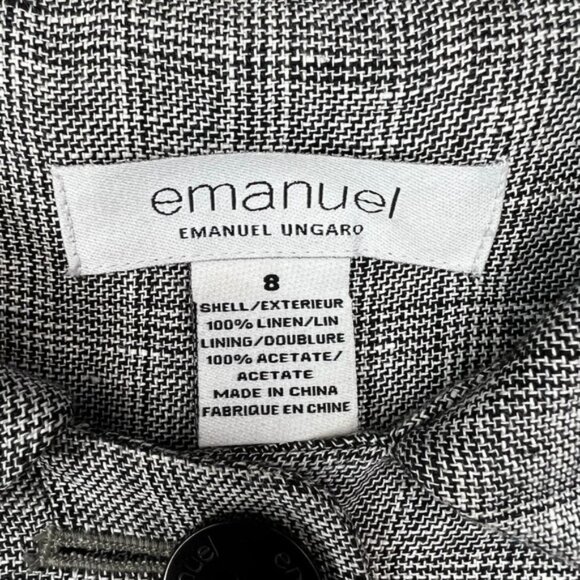 emanuel
EMANUEL UNGARO
8
SHELL/EXTERIEUR
100% LINEN/LIN
LINING/DOUBLURE
100% ACETATE/
ACETATE
MADE IN CHINA
FABRIQUE EN CHINE
emanuel